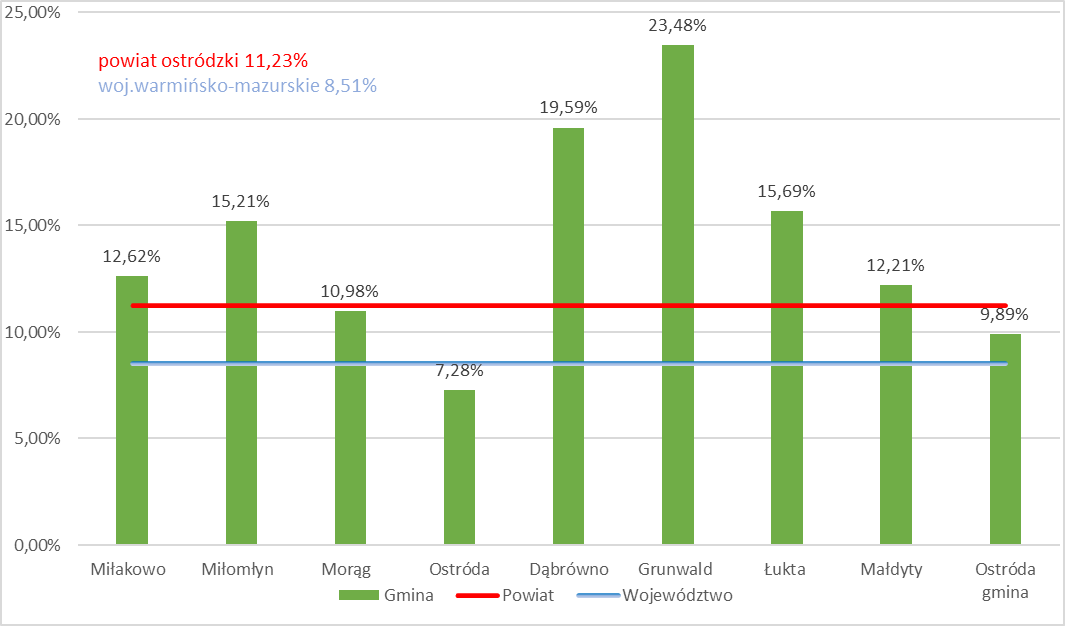 25,00%
20,00%
15,00%
10,00%
5,00%
0,00%
powiat ostródzki 11,23%
woj.warmińsko-mazurskie 8,51%
12,62%
15,21%
10,98%
7,28%
19,59%
23,48%
15,69%
12,21%
9,89%
Miłakowo
Miłomłyn
Morąg
Ostróda
Dąbrówno
Grunwald
Łukta
Małdyty
Ostróda
gmina
Gmina
Powiat
Województwo